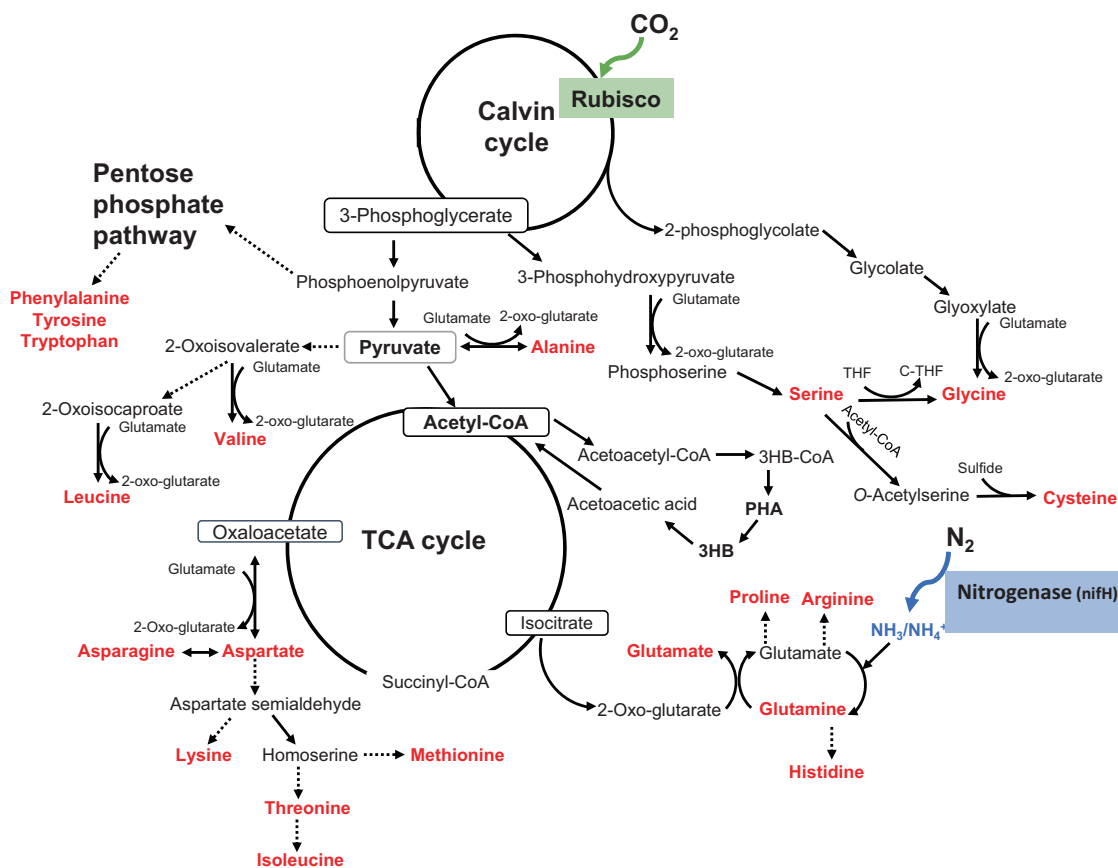 CO2
Rubisco
Calvin
cycle
Pentose
phosphate
pathway
3-Phosphoglycerate
2-phosphoglycolate
Glycolate
Phosphoenolpyruvate
3-Phosphohydroxypyruvate
Glutamate
Glyoxylate
Glutamate
Phenylalanine
Tyrosine
Tryptophan
Glutamate
2-oxo-glutarate
2-Oxoisovalerate
Pyruvate
Alanine
2-oxo-glutarate
Phosphoserine
Glutamate
THF
C-THF
2-oxo-glutarate
Serine
Glycine
2-Oxoisocaproate
Glutamate
2-oxo-glutarate
Valine
Acetyl-CoA
Acetyl-CoA
Acetoacetyl-CoA
3HB-CoA
2-oxo-glutarate
Leucine
Sulfide
O-Acetylserine
Cysteine
Acetoacetic acid
PHA
Oxaloacetate
TCA cycle
3HB
N2
Glutamate
Nitrogenase (nifH)
Proline
Arginine
2-Oxo-glutarate
Isocitrate
NH3/NH4+
Asparagine
Aspartate
Glutamate
Glutamate
Succinyl-CoA
Aspartate semialdehyde
2-Oxo-glutarate
Glutamine
Lysine
Homoserine
Methionine
Histidine
Threonine
Isoleucine